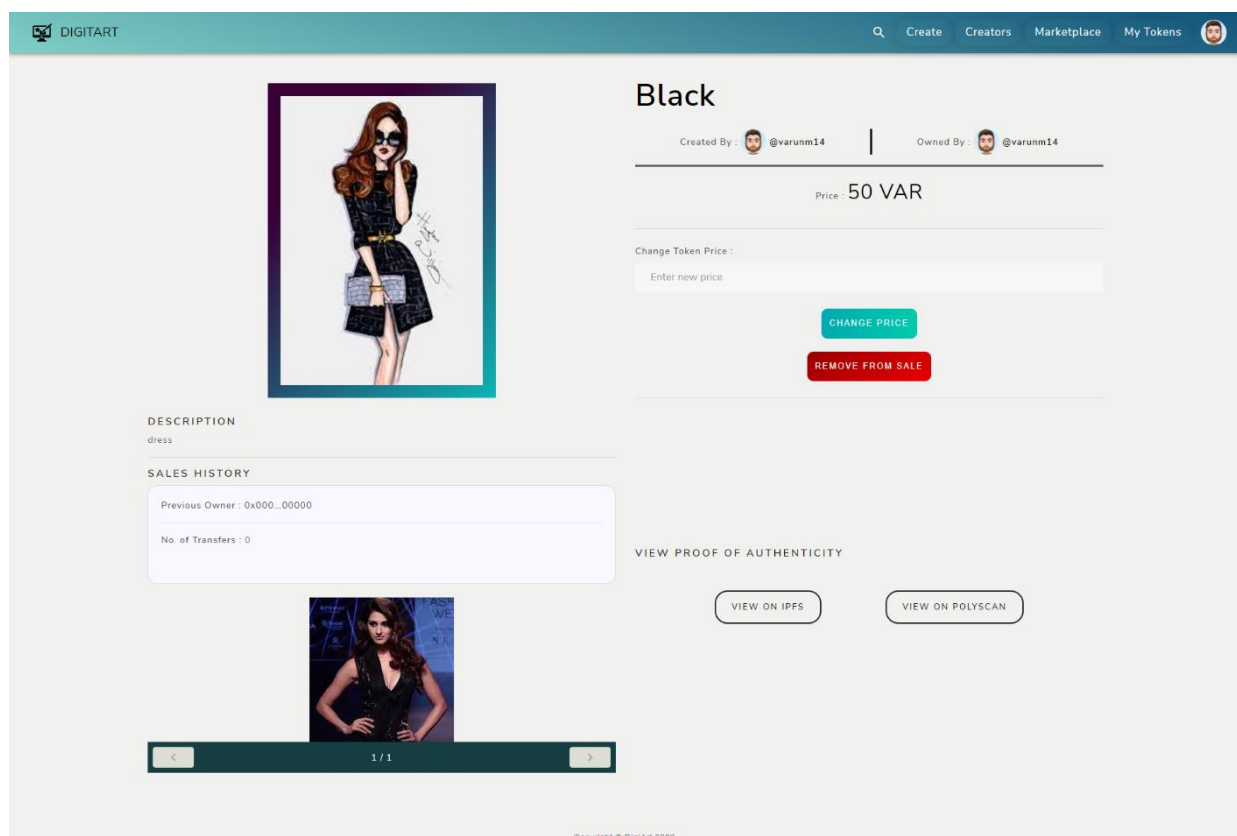 DIGITART
Create Creators Marketplace My Tokens
Black
Created By : @varunm14
Owned By : @varunm14
Price : 50 VAR
Change Token Price :
Enter new price
CHANGE PRICE
REMOVE FROM SALE
DESCRIPTION
dress
SALES HISTORY
Previous Owner : 0x000...00000
No. of Transfers : 0
VIEW PROOF OF AUTHENTICITY
VIEW ON IPFS
VIEW ON POLYSCAN
FASH
WE
1 / 1